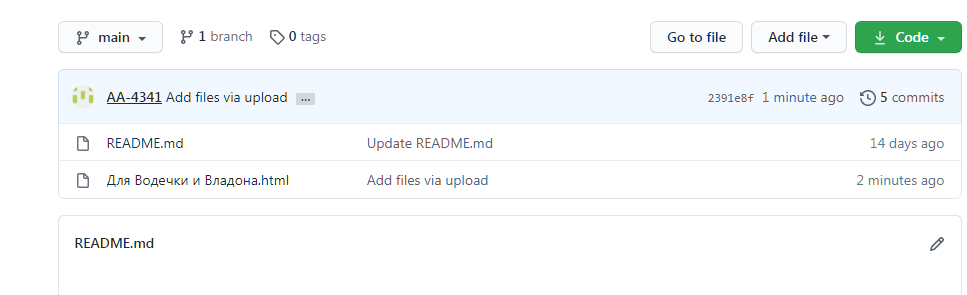 main 1 branch 0 tags Go to file Add file Code
AA-4341 Add files via upload ... 2391e8f 1 minute ago 5 commits
README.md Update README.md 14 days ago
Для Водечки и Владона.html Add files via upload 2 minutes ago
README.md